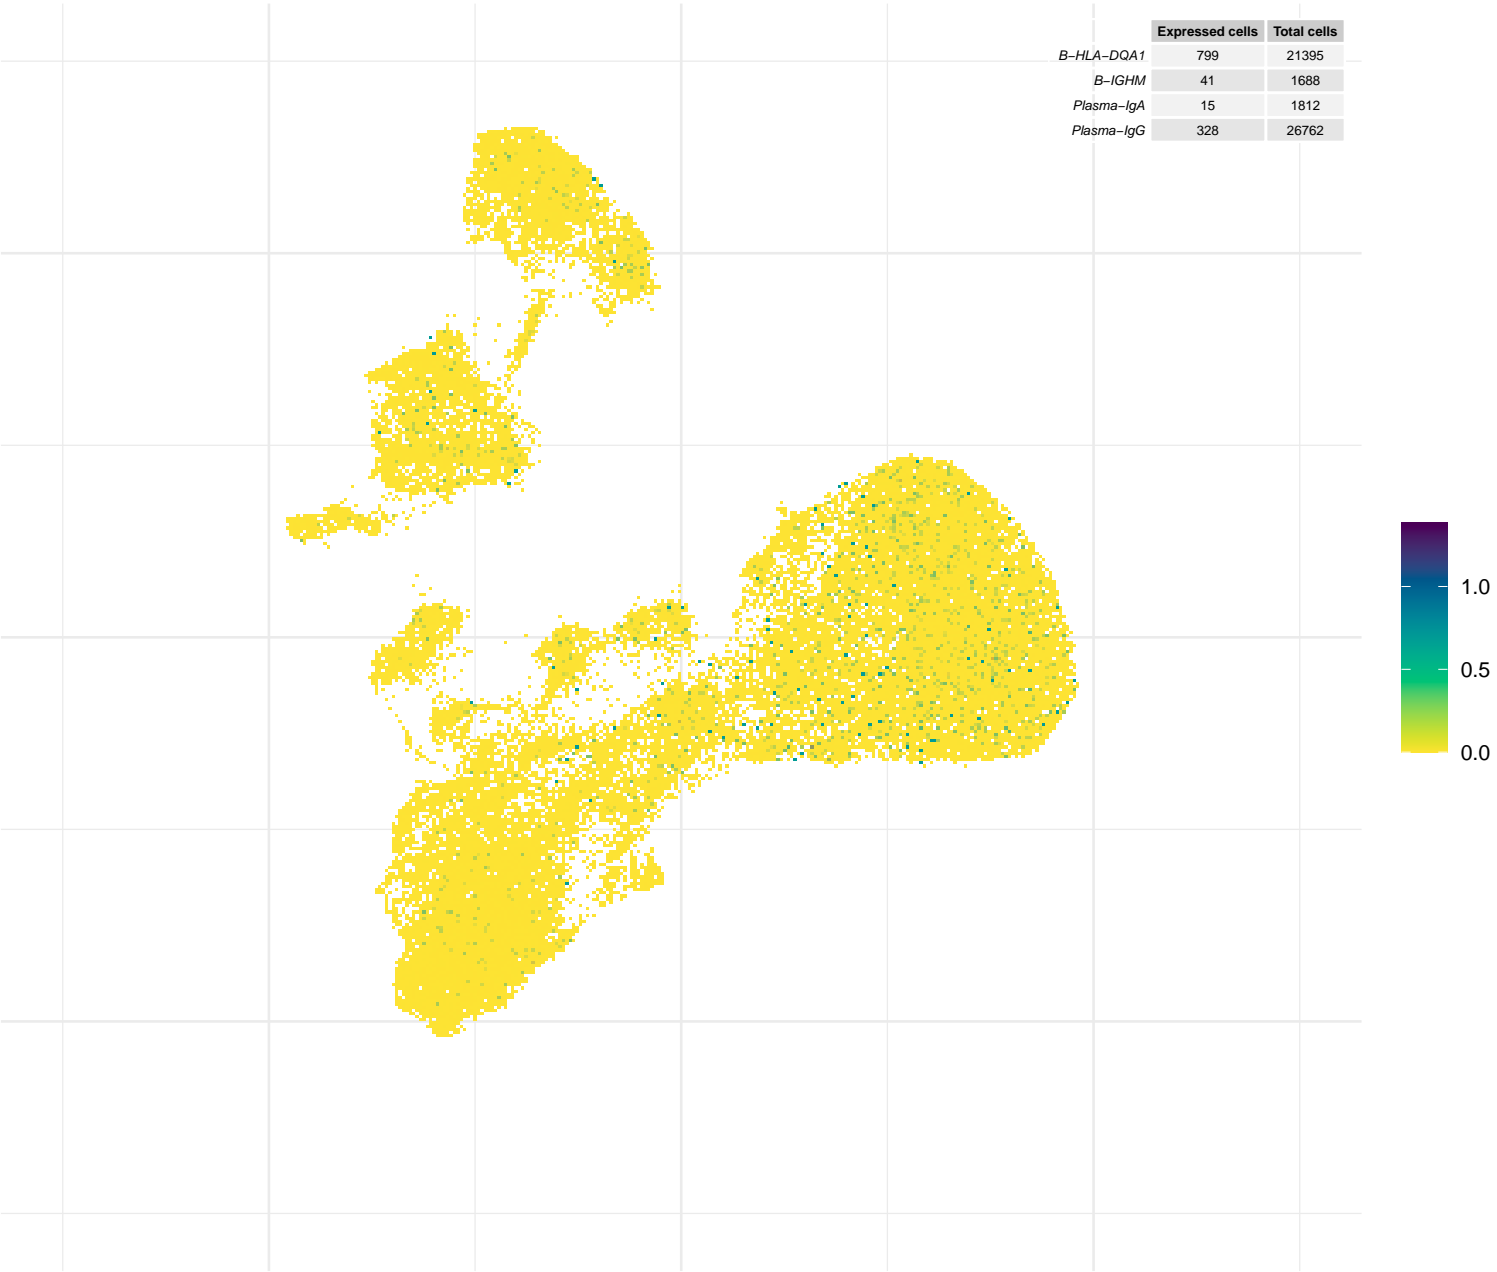 Expressed cells Total cells
B−HLA−DQA1 799 21395
B−IGHM 41 1688
Plasma−IgA 15 1812
Plasma−IgG 328 26762
1.0
0.5
0.0